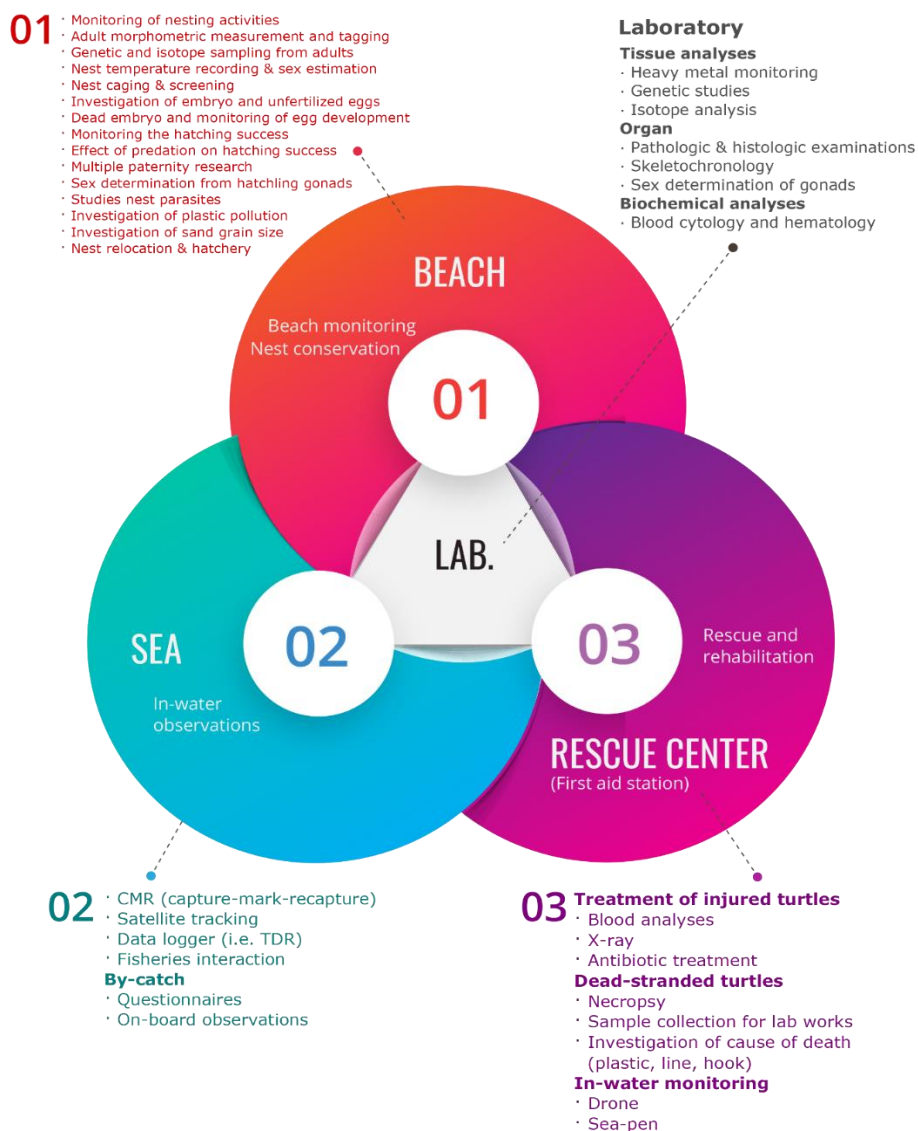 01
· Monitoring of nesting activities
· Adult morphometric measurement and tagging
· Genetic and isotope sampling from adults
· Nest temperature recording & sex estimation
· Nest caging & screening
· Investigation of embryo and unfertilized eggs
· Dead embryo and monitoring of egg development
· Monitoring the hatching success
· Effect of predation on hatching success
· Multiple paternity research
· Sex determination from hatchling gonads
· Studies nest parasites
· Investigation of plastic pollution
· Investigation of sand grain size
· Nest relocation & hatchery
Laboratory
Tissue analyses
· Heavy metal monitoring
· Genetic studies
· Isotope analysis
Organ
· Pathologic & histologic examinations
· Skeletochronology
· Sex determination of gonads
Biochemical analyses
· Blood cytology and hematology
BEACH
Beach monitoring
Nest conservation
01
LAB.
SEA
In-water
observations
02
03
Rescue and
rehabilitation
RESCUE CENTER
(First aid station)
02
· CMR (capture-mark-recapture)
· Satellite tracking
· Data logger (i.e. TDR)
· Fisheries interaction
By-catch
· Questionnaires
· On-board observations
03
Treatment of injured turtles
· Blood analyses
· X-ray
· Antibiotic treatment
Dead-stranded turtles
· Necropsy
· Sample collection for lab works
· Investigation of cause of death
(plastic, line, hook)
In-water monitoring
· Drone
· Sea-pen